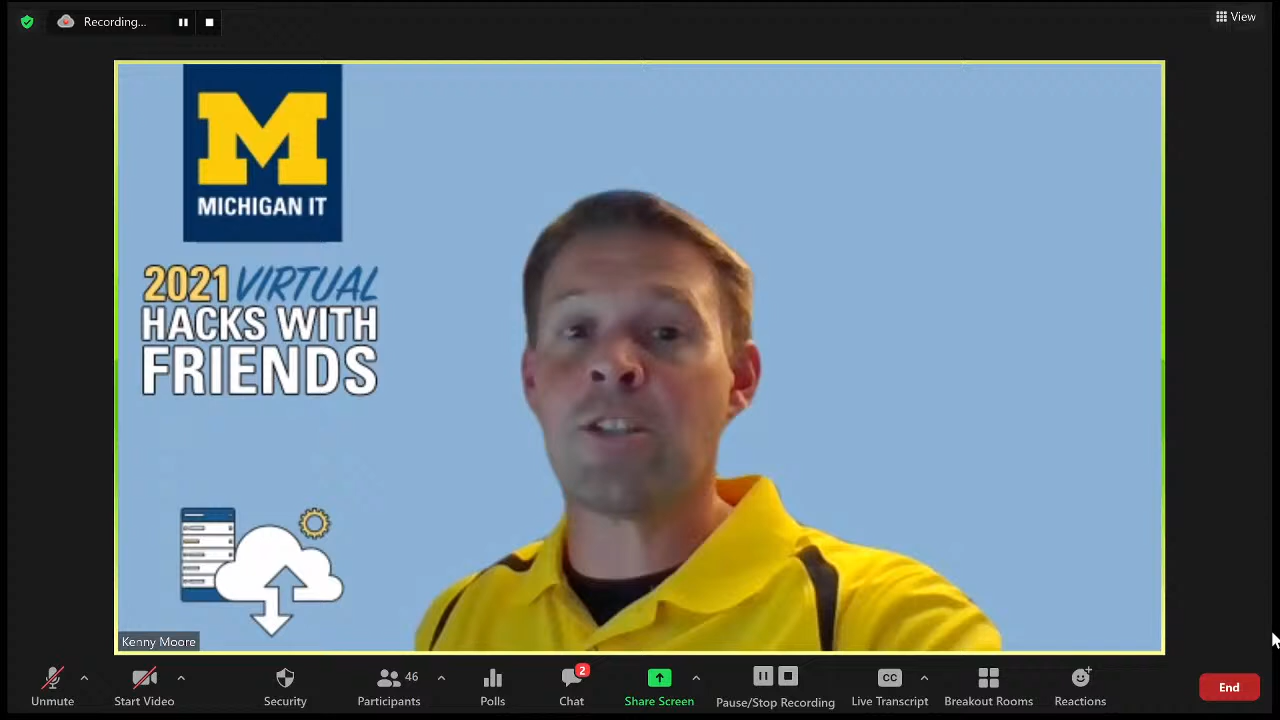 Recording...
View
M
MICHIGAN IT
2021 VIRTUAL
HACKS WITH
FRIENDS
Kenny Moore
Unmute
Start Video
Security
46
Participants
Polls
2
Chat
Share Screen
Pause/Stop Recording
CC
Live Transcript
Breakout Rooms
Reactions
End